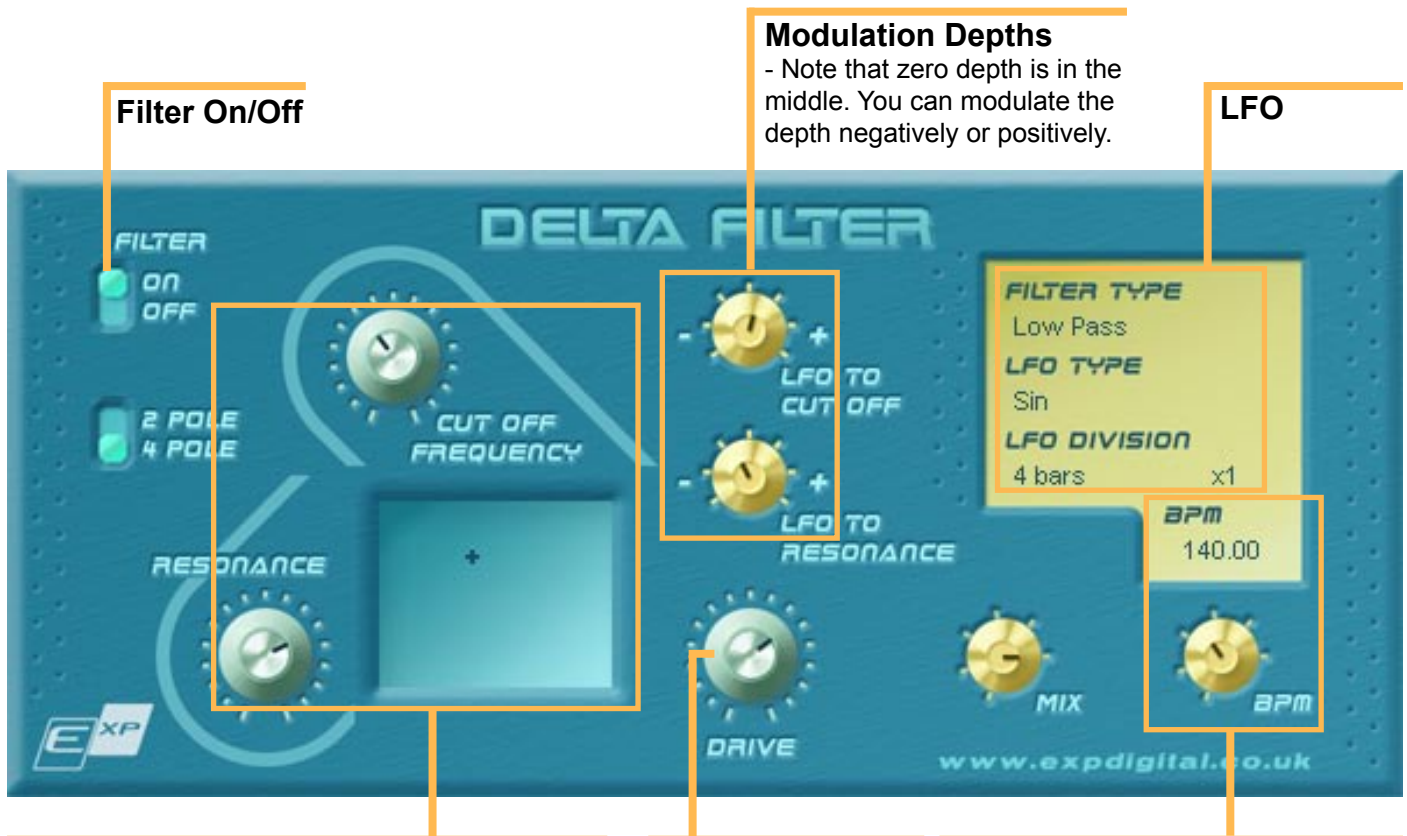 Modulation Depths
- Note that zero depth is in the
middle. You can modulate the
depth negatively or positively.
Filter On/Off
LFO
DELTA FILTER
FILTER
ON
OFF
2 POLE
4 POLE
CUT OFF
FREQUENCY
RESONANCE
- +
LFO TO
CUT OFF
- +
LFO TO
RESONANCE
FILTER TYPE
Low Pass
LFO TYPE
Sin
LFO DIVISION
4 bars x1
BPM
140.00
DRIVE
MIX
BPM
EXP
www.expdigital.co.uk